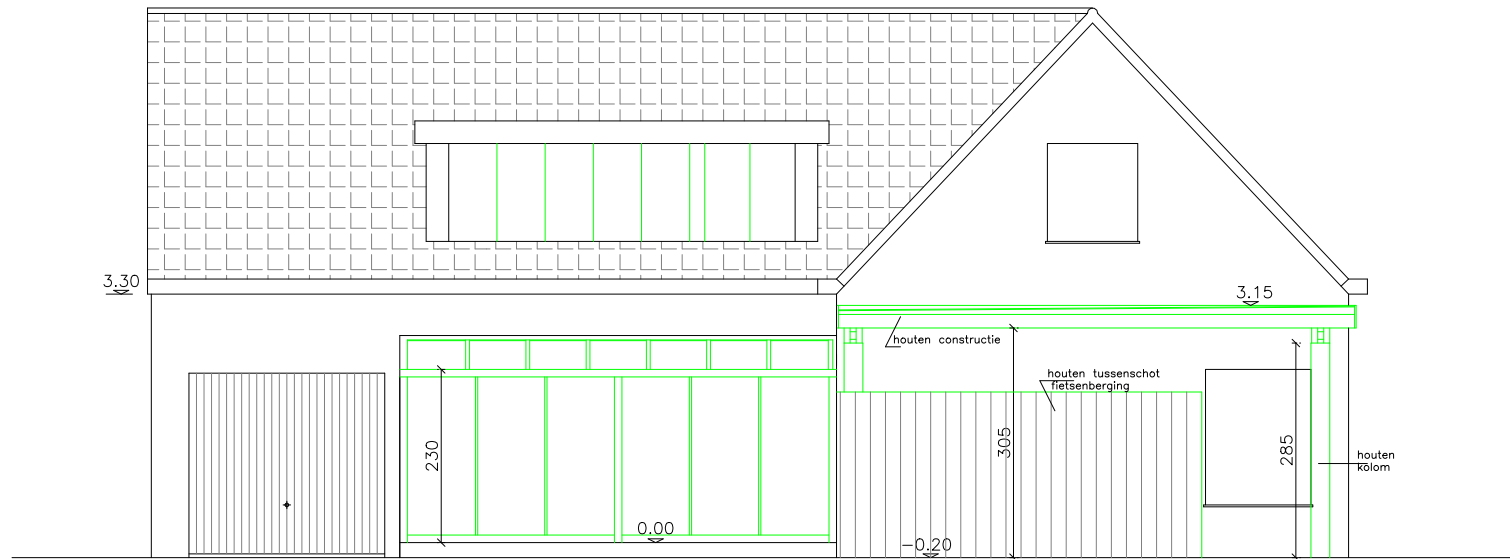 3.30
3.15
houten constructie
houten tussenschot
fietsenberging
230
305
285
houten
kolom
0.00
-0.20